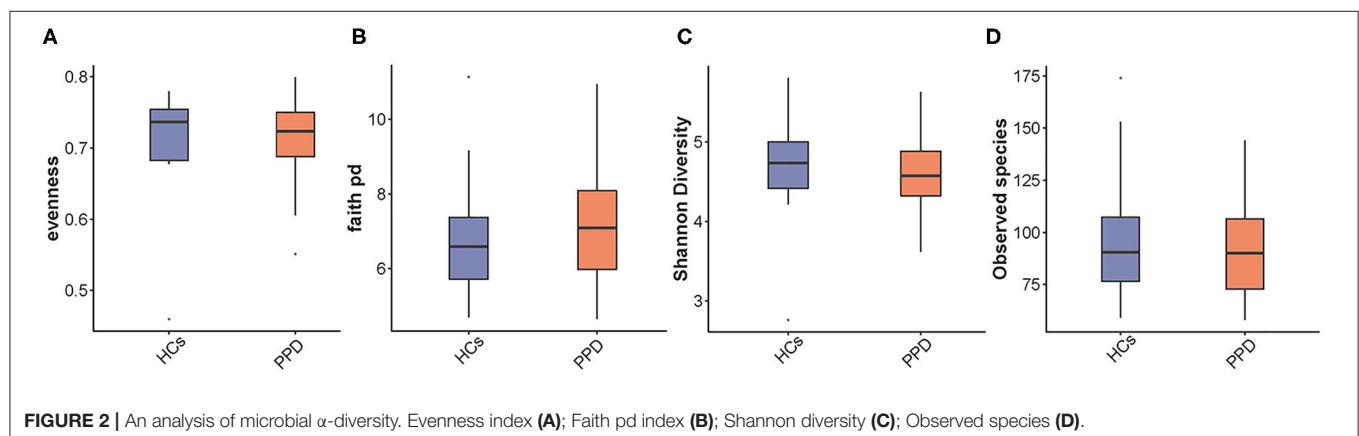 A
B
C
D
evenness
0.8
0.7
0.6
0.5
HCs
PPD
faith pd
10
8
6
HCs
PPD
Shannon Diversity
5
4
3
HCs
PPD
Observed species
175
150
125
100
75
HCs
PPD
FIGURE 2 | An analysis of microbial α-diversity. Evenness index (A); Faith pd index (B); Shannon diversity (C); Observed species (D).